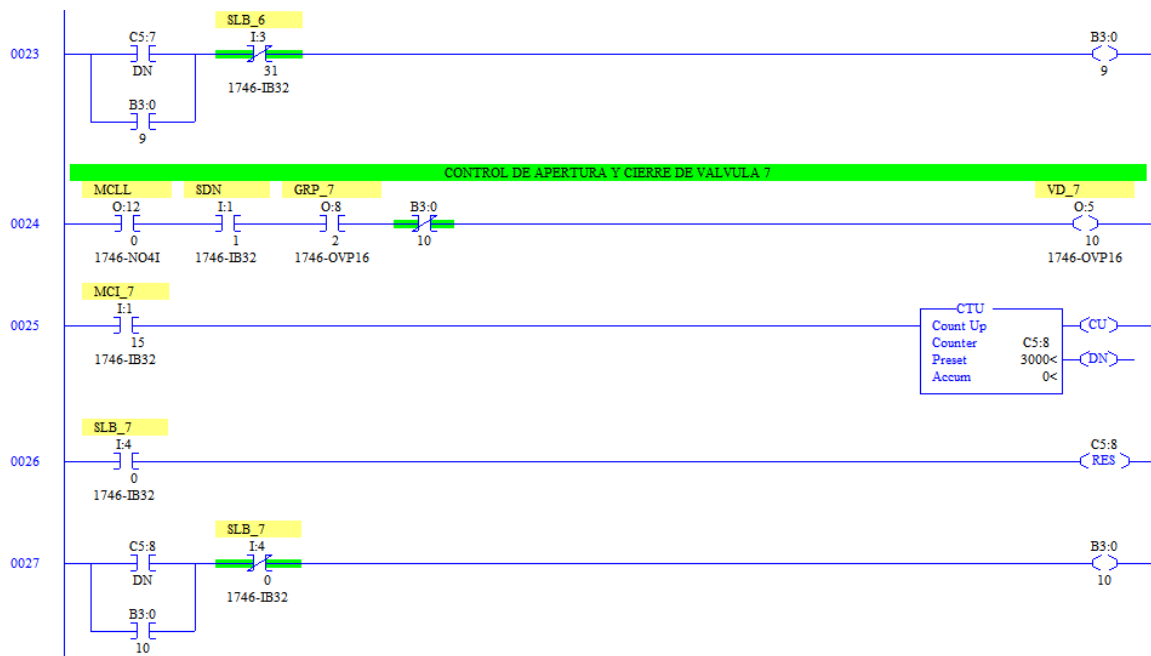 SLB_6
C5:7 I:3 B3:0
0023
DN 31 9
1746-IB32
B3:0
9
CONTROL DE APERTURA Y CIERRE DE VALVULA 7
MCLL SDN GRP_7 VD_7
O:12 I:1 O:8 B3:0 O:5
0024
0 1 2 10 10
1746-NO4I 1746-IB32 1746-OVP16 1746-OVP16
MCI_7
I:1
0025
15
1746-IB32
CTU
Count Up CU
Counter C5:8
Preset 3000< DN
Accum 0<
SLB_7
I:4 C5:8
0026 RES
0
1746-IB32
SLB_7
C5:8 I:4 B3:0
0027
DN 0 10
1746-IB32
B3:0
10